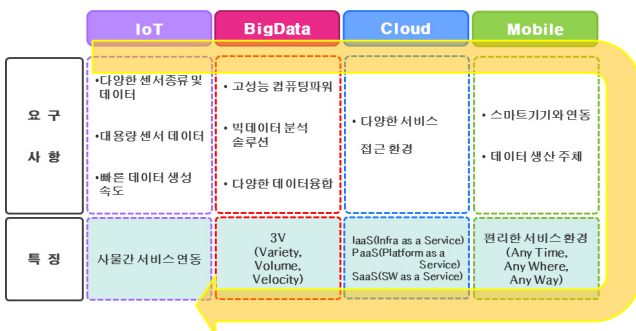 IoT
BigData
Cloud
Mobile
요 구
사 항
•다양한 센서종류 및
데이터
•대용량 센서 데이터
•빠른 데이터 생성
속도
• 고성능 컴퓨팅파워
• 빅데이터 분석
솔루션
• 다양한 데이터융합
• 다양한 서비스
접근 환경
• 스마트기기와 연동
• 데이터 생산 주체
특 징
사물간 서비스 연동
3V
(Variety,
Volume,
Velocity)
IaaS(Infra as a Service)
PaaS(Platform as a
Service)
SaaS(SW as a Service)
편리한 서비스 환경
(Any Time,
Any Where,
Any Way)